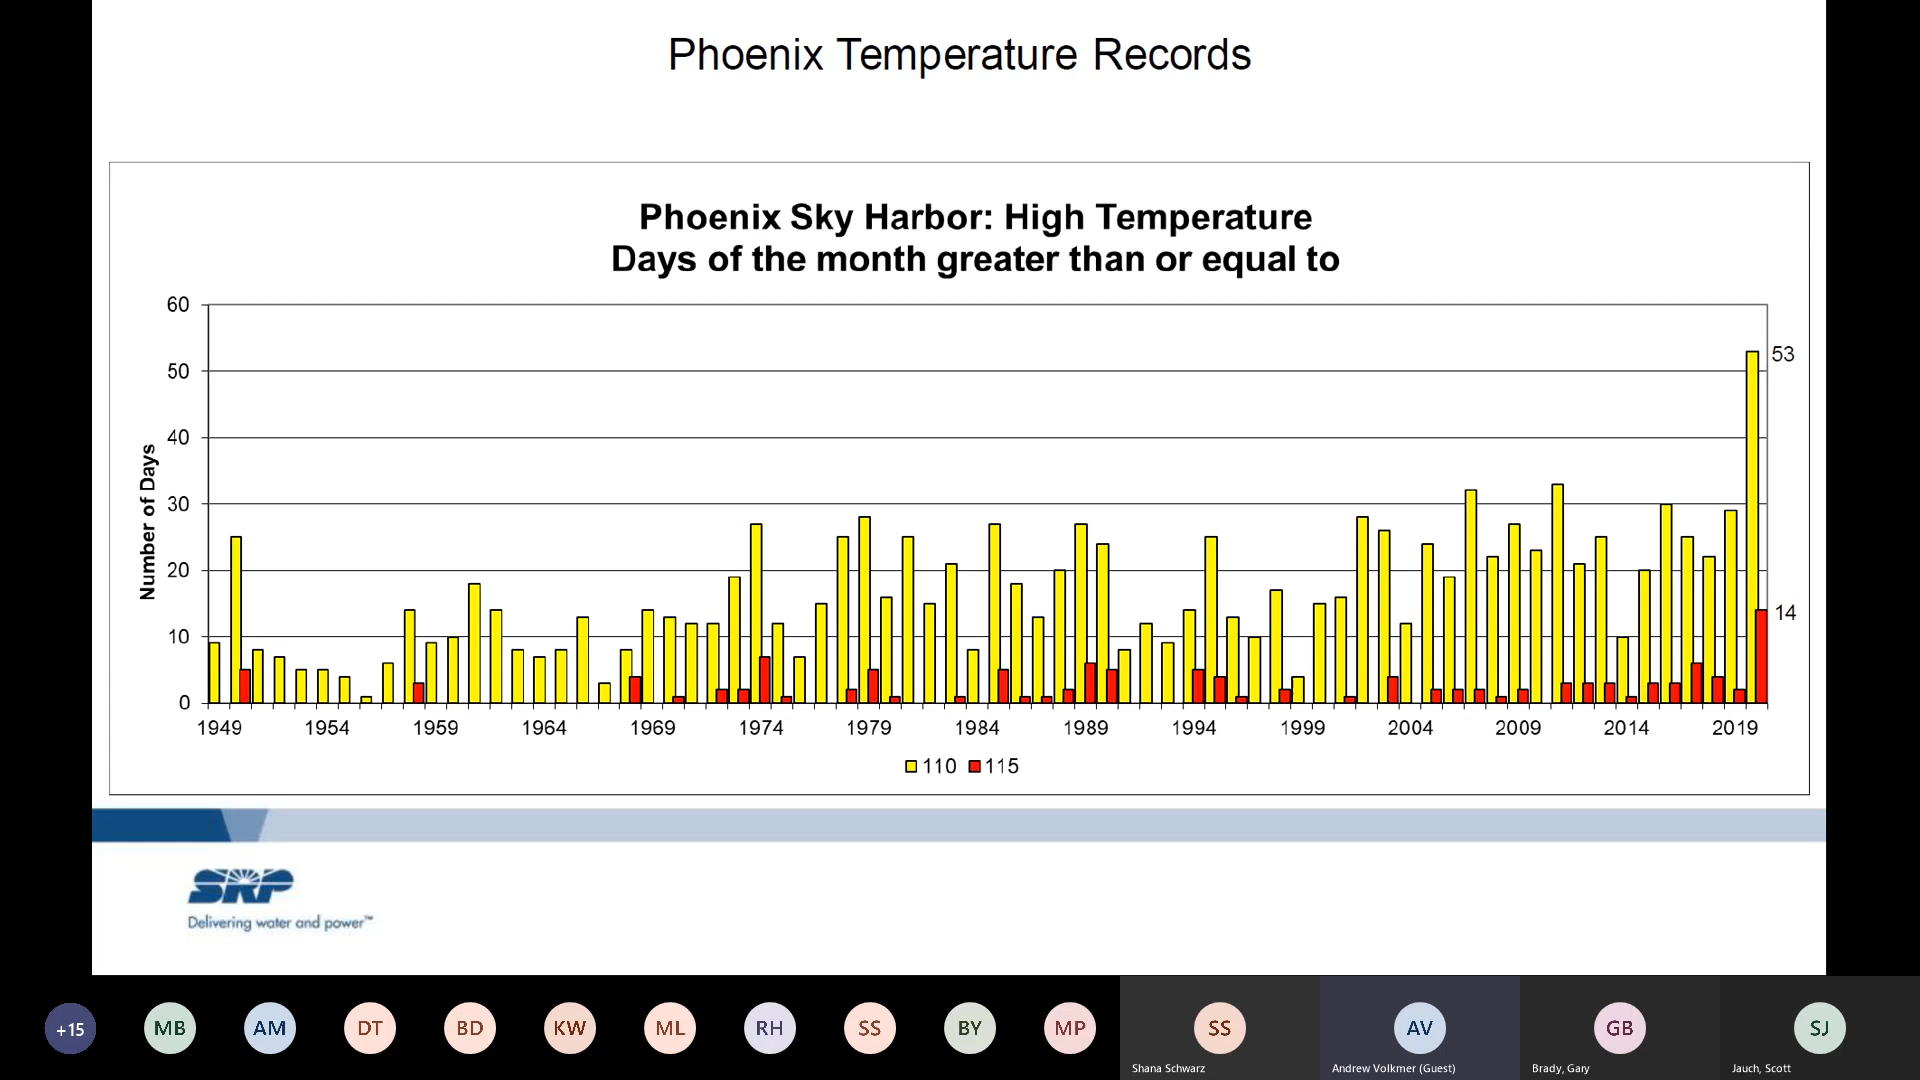 Phoenix Temperature Records
Phoenix Sky Harbor: High Temperature
Days of the month greater than or equal to
Number of Days
60
50
40
30
20
10
0
53
14
1949 1954 1959 1964 1969 1974 1979 1984 1989 1994 1999 2004 2009 2014 2019
110 115
SRP
Delivering water and power™
+15 MB AM DT BD KW ML RH SS BY MP SS AV GB SJ
Shana Schwarz Andrew Volkmer (Guest) Brady, Gary Jauch, Scott